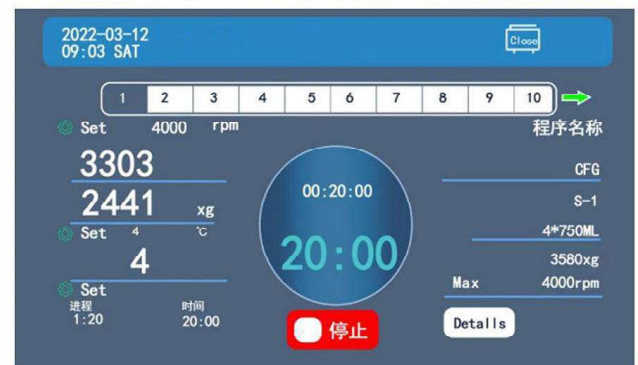 2022-03-12
09:03 SAT
Close
1 2 3 4 5 6 7 8 9 10
Set 4000 rpm
程序名称
3303
CFG
00:20:00
2441 xg
S-1
Set 4 ℃
4*750ML
20:00
4
3580xg
Max 4000rpm
Set
进程 时间
1:20 20:00
停止
Detalls